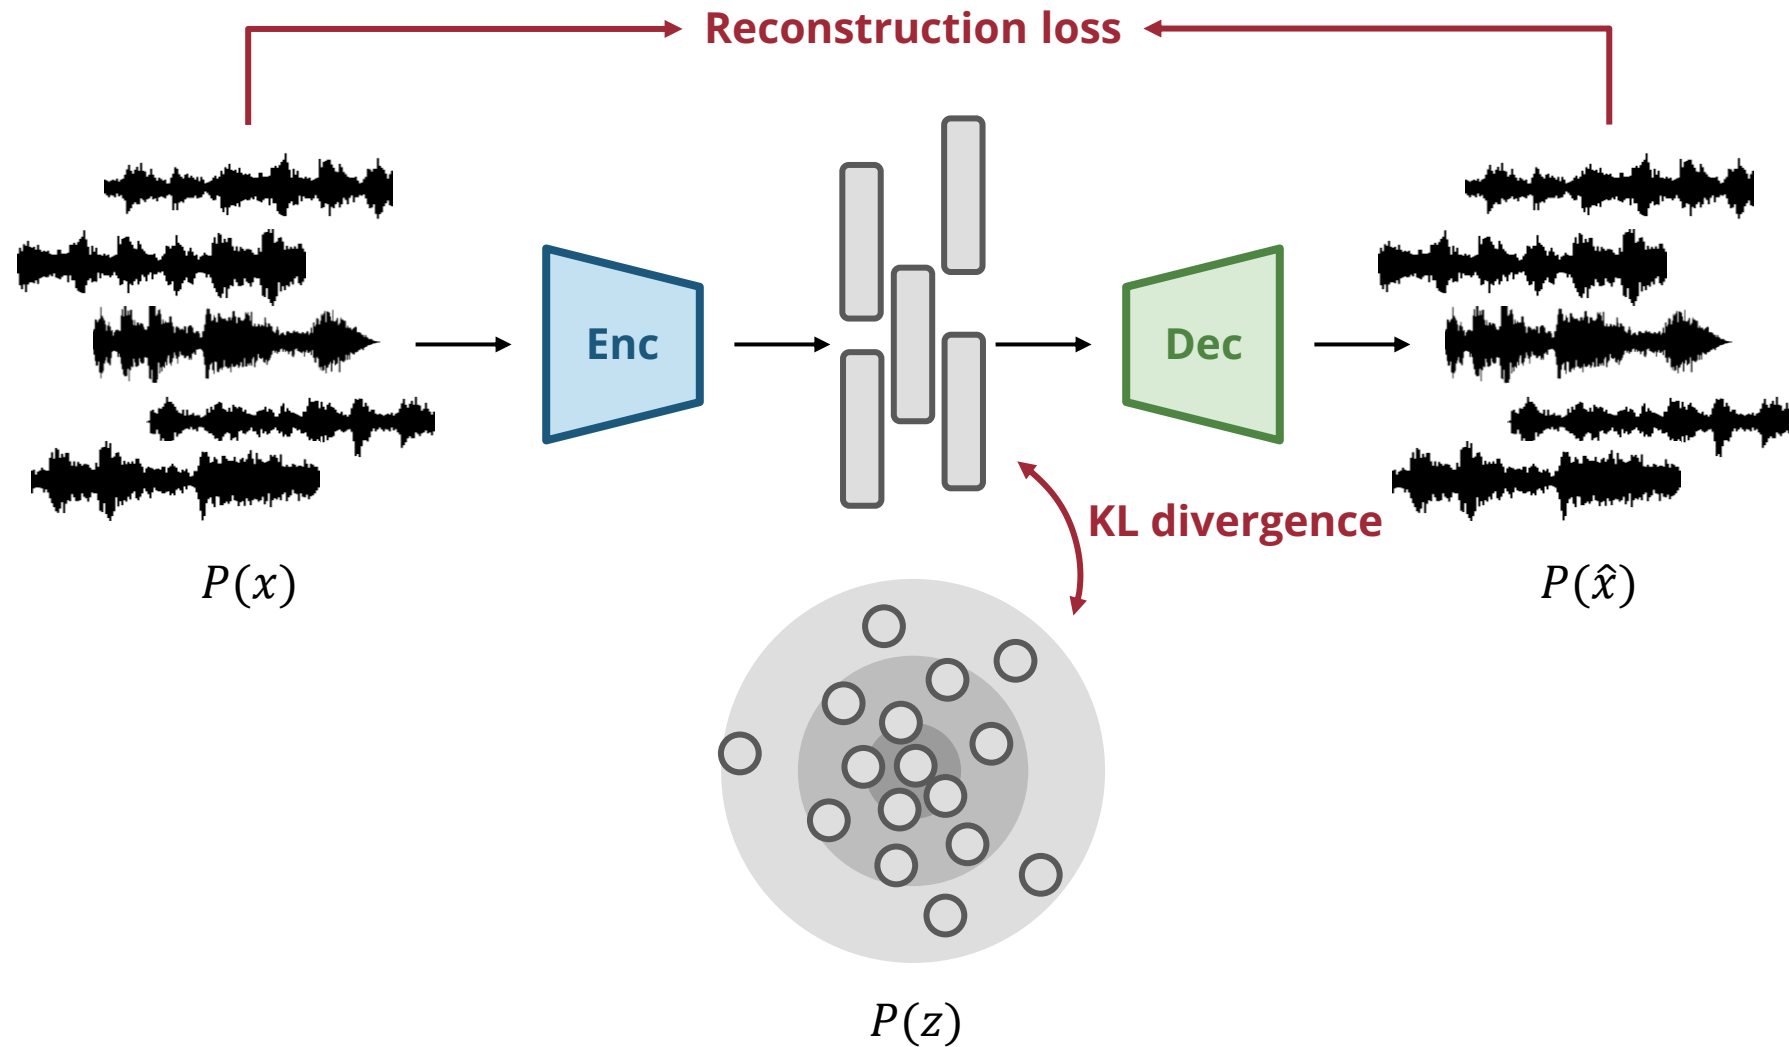 Reconstruction loss
Enc
Dec
KL divergence
P(x)
P(x̂)
P(z)